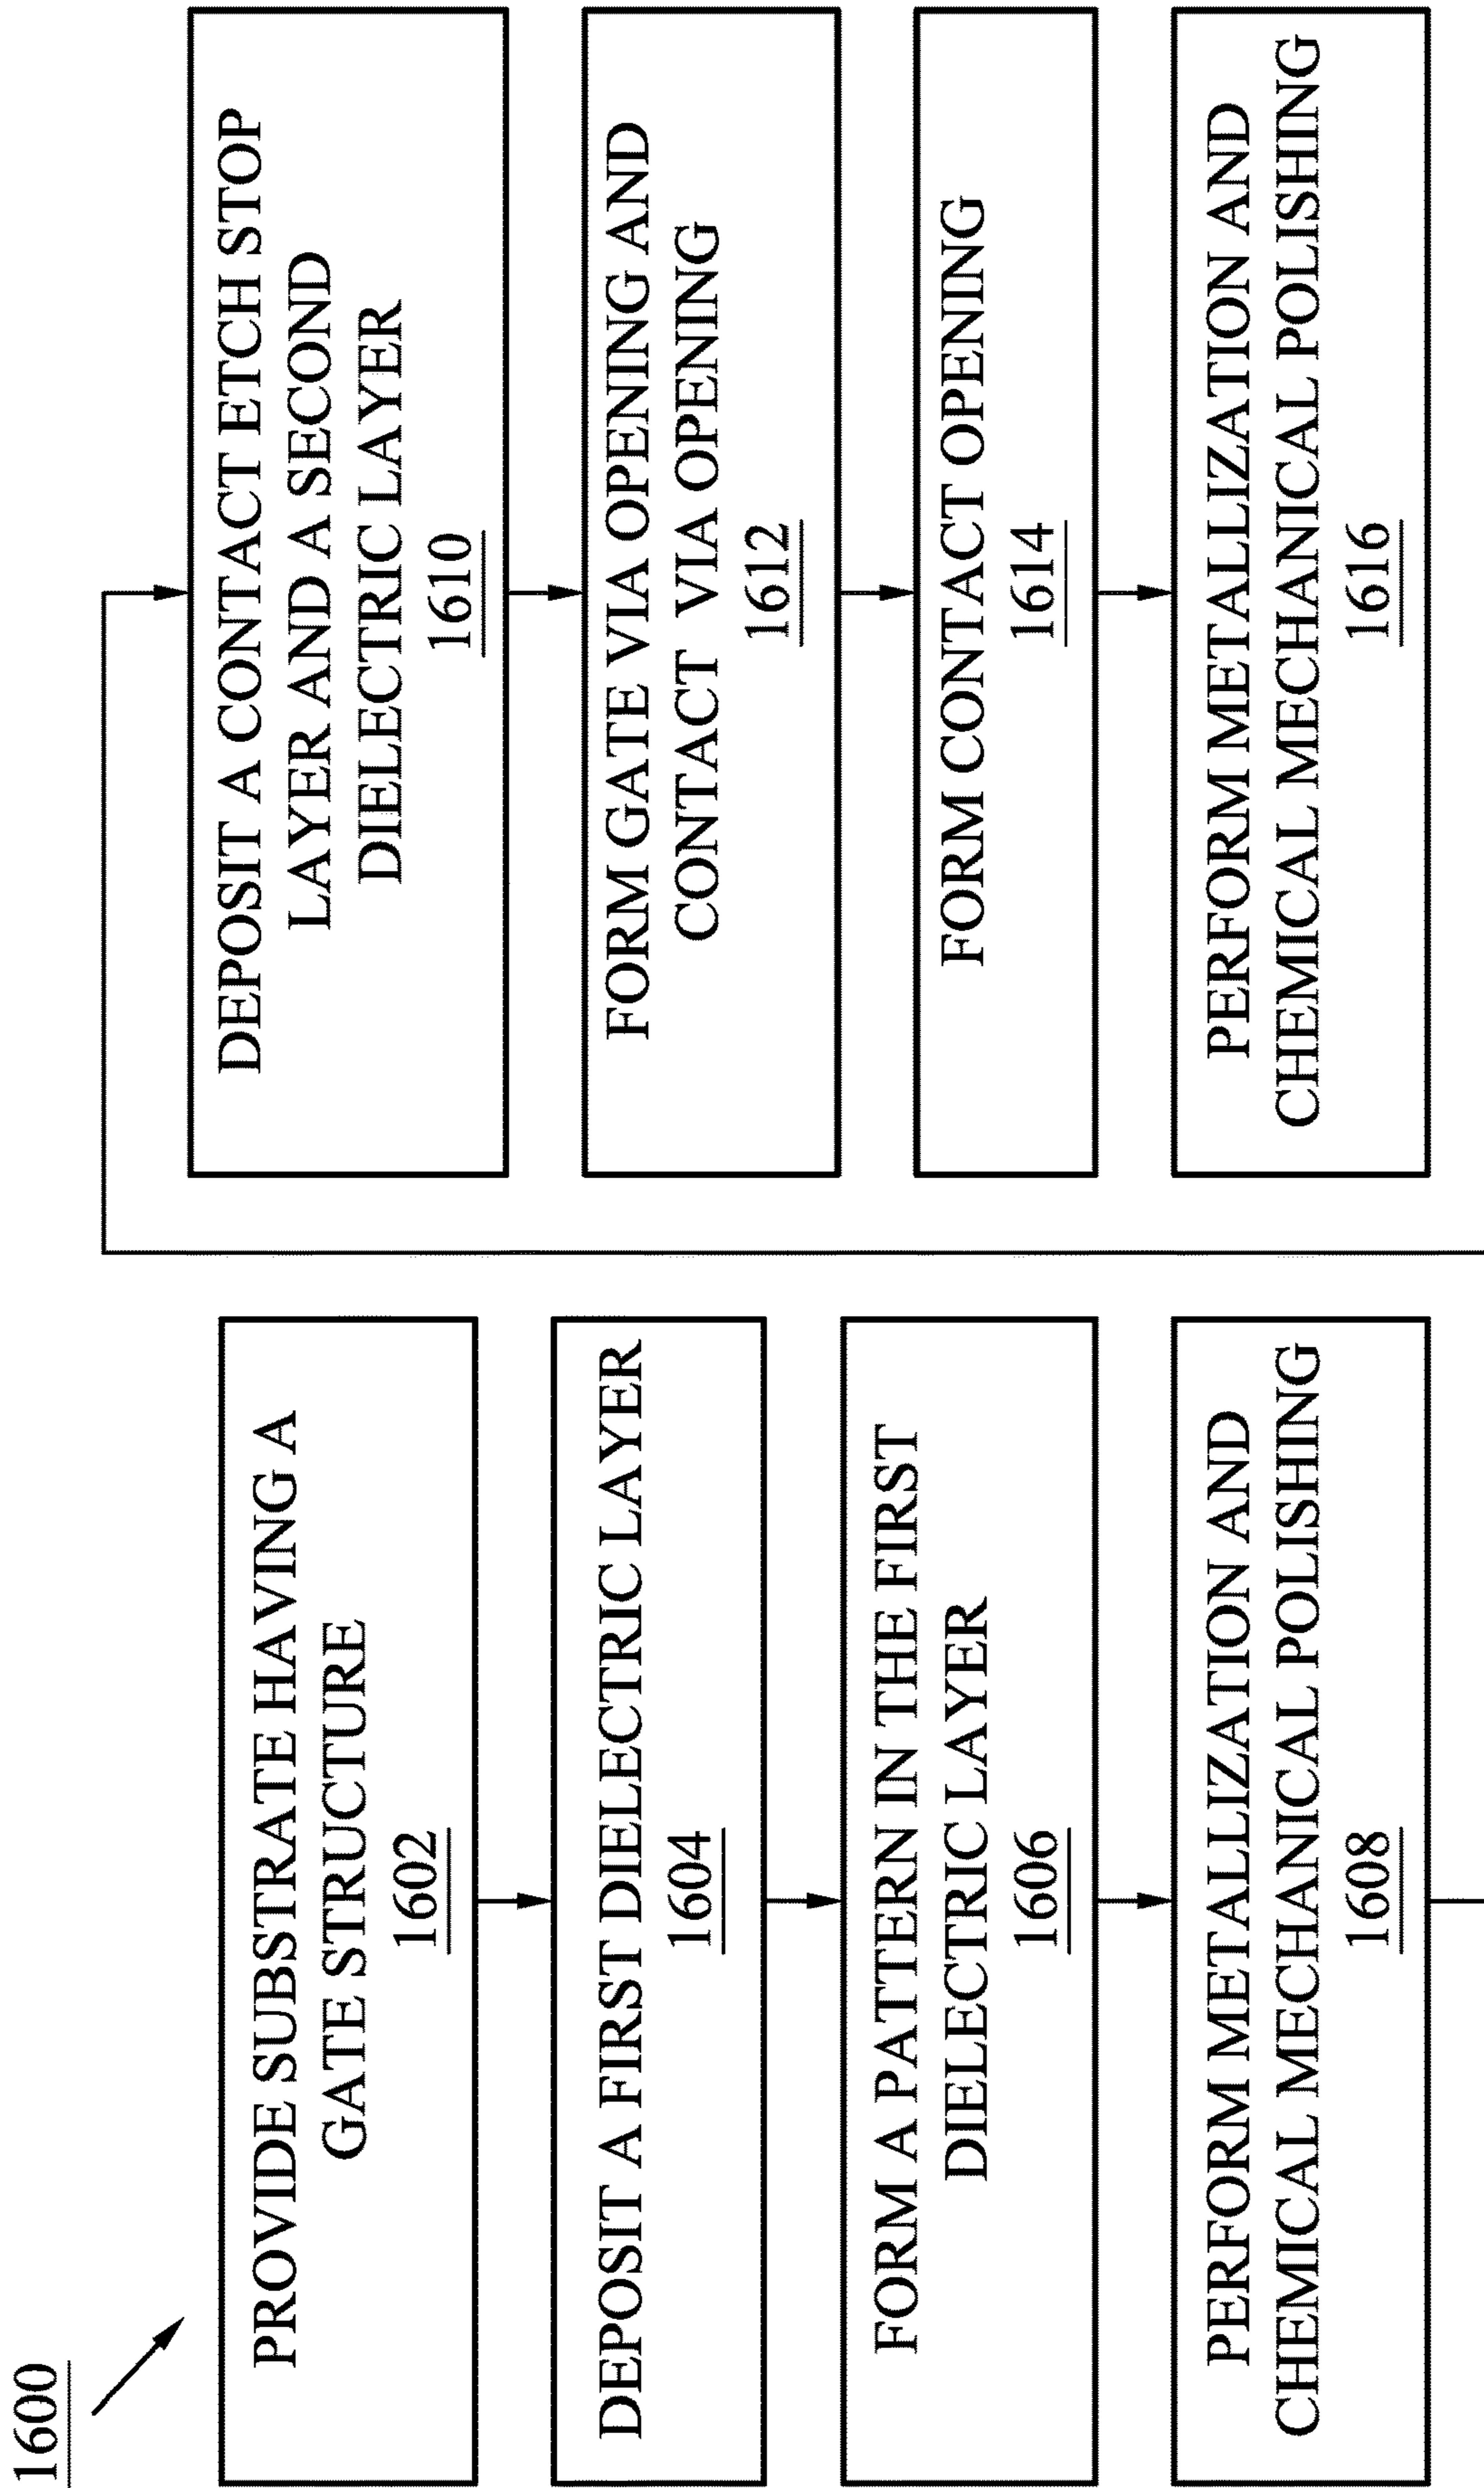 1600
PROVIDE SUBSTRATE HAVING A
GATE STRUCTURE
1602
DEPOSIT A FIRST DIELECTRIC LAYER
1604
FORM A PATTERN IN THE FIRST
DIELECTRIC LAYER
1606
PERFORM METALLIZATION AND
CHEMICAL MECHANICAL POLISHING
1608
DEPOSIT A CONTACT ETCH STOP
LAYER AND A SECOND
DIELECTRIC LAYER
1610
FORM GATE VIA OPENING AND
CONTACT VIA OPENING
1612
FORM CONTACT OPENING
1614
PERFORM METALLIZATION AND
CHEMICAL MECHANICAL POLISHING
1616